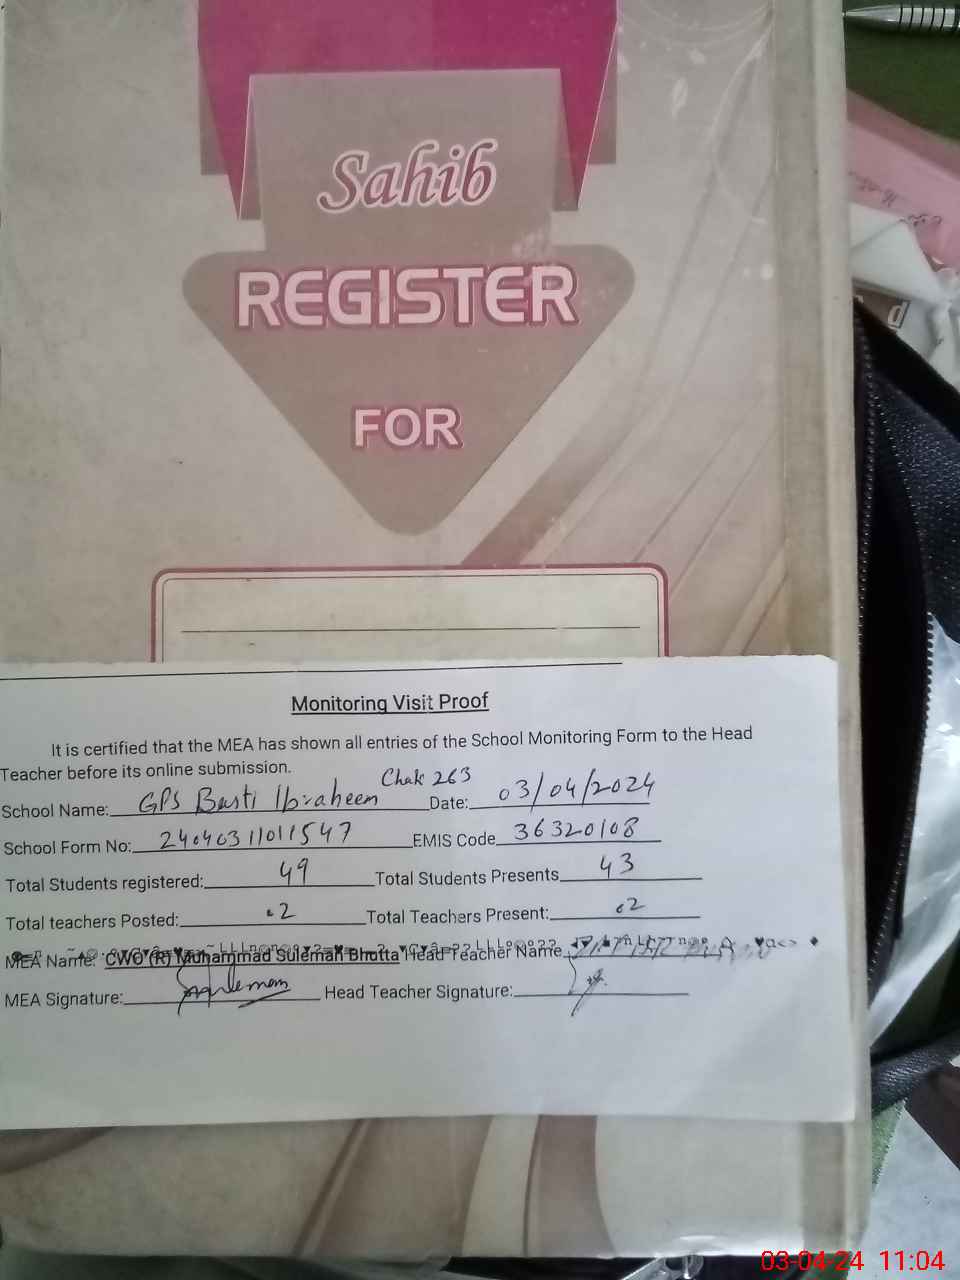 Sahib
REGISTER
FOR
Monitoring Visit Proof
It is certified that the MEA has shown all entries of the School Monitoring Form to the Head
Teacher before its online submission.
School Name: GPS Basti Ibraheem Chak 263 Date: 03/04/2024
School Form No: 2404031101547 EMIS Code 36320108
Total Students registered: 49 Total Students Presents 43
Total teachers Posted: 02 Total Teachers Present: 02
MEA Name: CWO (R) Muhammad Suleman Bhutta Head Teacher Name
MEA Signature: Head Teacher Signature:
03-04-24 11:04